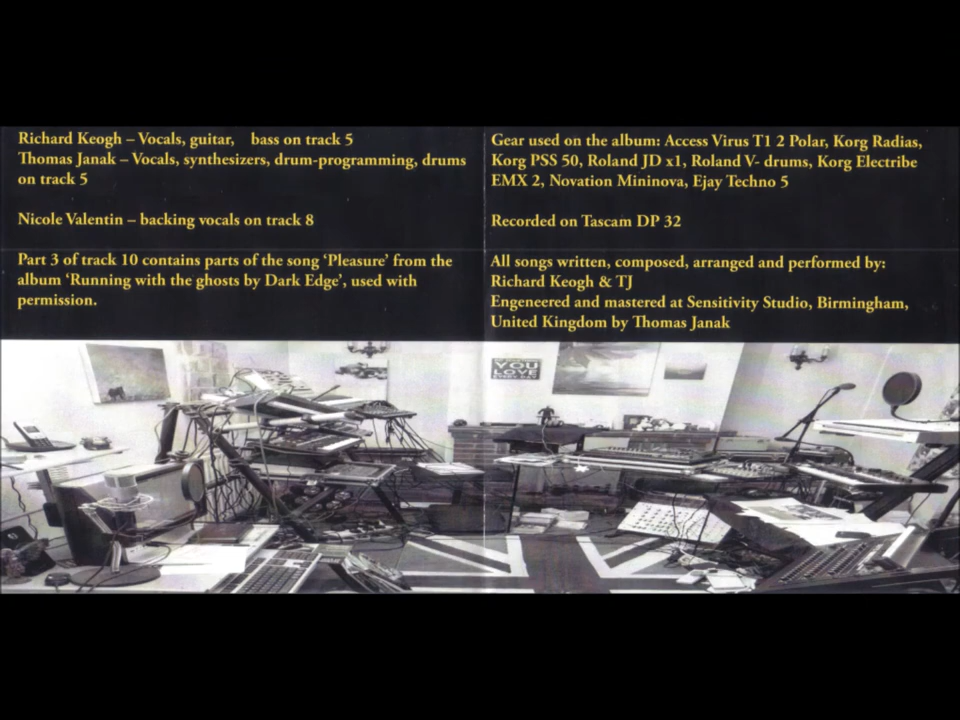 Richard Keogh – Vocals, guitar, bass on track 5
Thomas Janak – Vocals, synthesizers, drum-programming, drums
on track 5
Nicole Valentin – backing vocals on track 8
Part 3 of track 10 contains parts of the song ‘Pleasure’ from the
album ‘Running with the ghosts by Dark Edge’, used with
permission.
Gear used on the album: Access Virus T1 2 Polar, Korg Radias,
Korg PSS 50, Roland JD x1, Roland V- drums, Korg Electribe
EMX 2, Novation Mininova, Ejay Techno 5
Recorded on Tascam DP 32
All songs written, composed, arranged and performed by:
Richard Keogh & TJ
Engeneered and mastered at Sensitivity Studio, Birmingham,
United Kingdom by Thomas Janak
YOU
LOVE